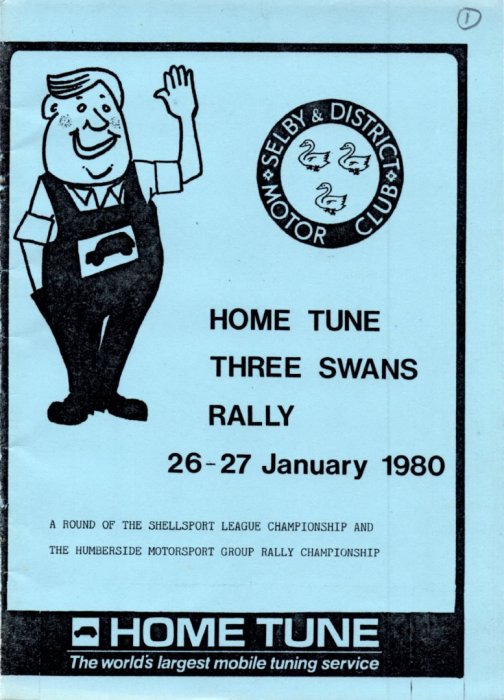 1
SELBY & DISTRICT
MOTOR CLUB
HOME TUNE
THREE SWANS
RALLY
26-27 January 1980
A ROUND OF THE SHELLSPORT LEAGUE CHAMPIONSHIP AND
THE HUMBERSIDE MOTORSPORT GROUP RALLY CHAMPIONSHIP
HOME TUNE
The world's largest mobile tuning service